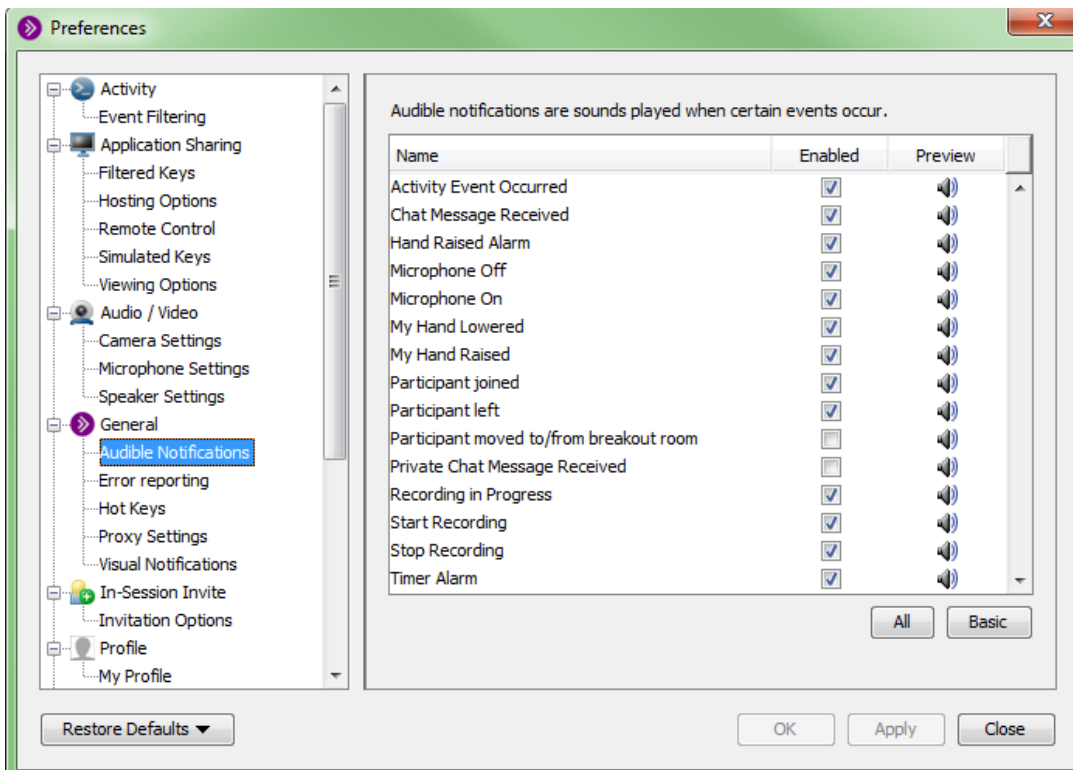 Preferences
Activity
Event Filtering
Application Sharing
Filtered Keys
Hosting Options
Remote Control
Simulated Keys
Viewing Options
Audio / Video
Camera Settings
Microphone Settings
Speaker Settings
General
Audible Notifications
Error reporting
Hot Keys
Proxy Settings
Visual Notifications
In-Session Invite
Invitation Options
Profile
My Profile
Audible notifications are sounds played when certain events occur.
Name Enabled Preview
Activity Event Occurred
Chat Message Received
Hand Raised Alarm
Microphone Off
Microphone On
My Hand Lowered
My Hand Raised
Participant joined
Participant left
Participant moved to/from breakout room
Private Chat Message Received
Recording in Progress
Start Recording
Stop Recording
Timer Alarm
All Basic
Restore Defaults OK Apply Close